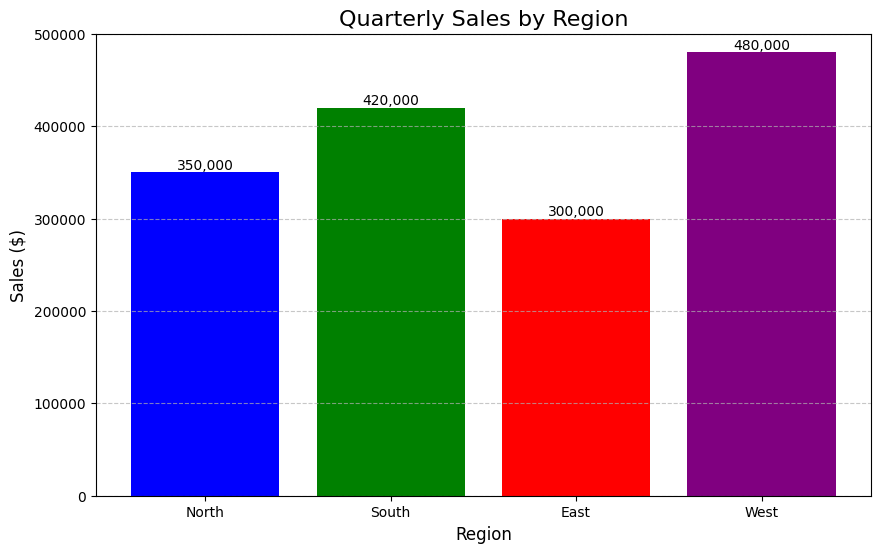 Quarterly Sales by Region
Sales ($)
500000
400000
300000
200000
100000
0
350,000
420,000
300,000
480,000
North
South
East
West
Region